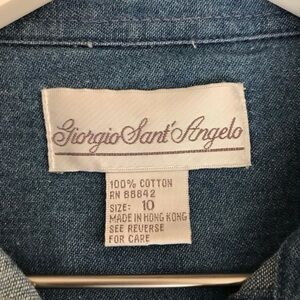 Giorgio Sant'Angelo
100% COTTON
RN 88842
SIZE: 10
MADE IN HONG KONG
SEE REVERSE
FOR CARE